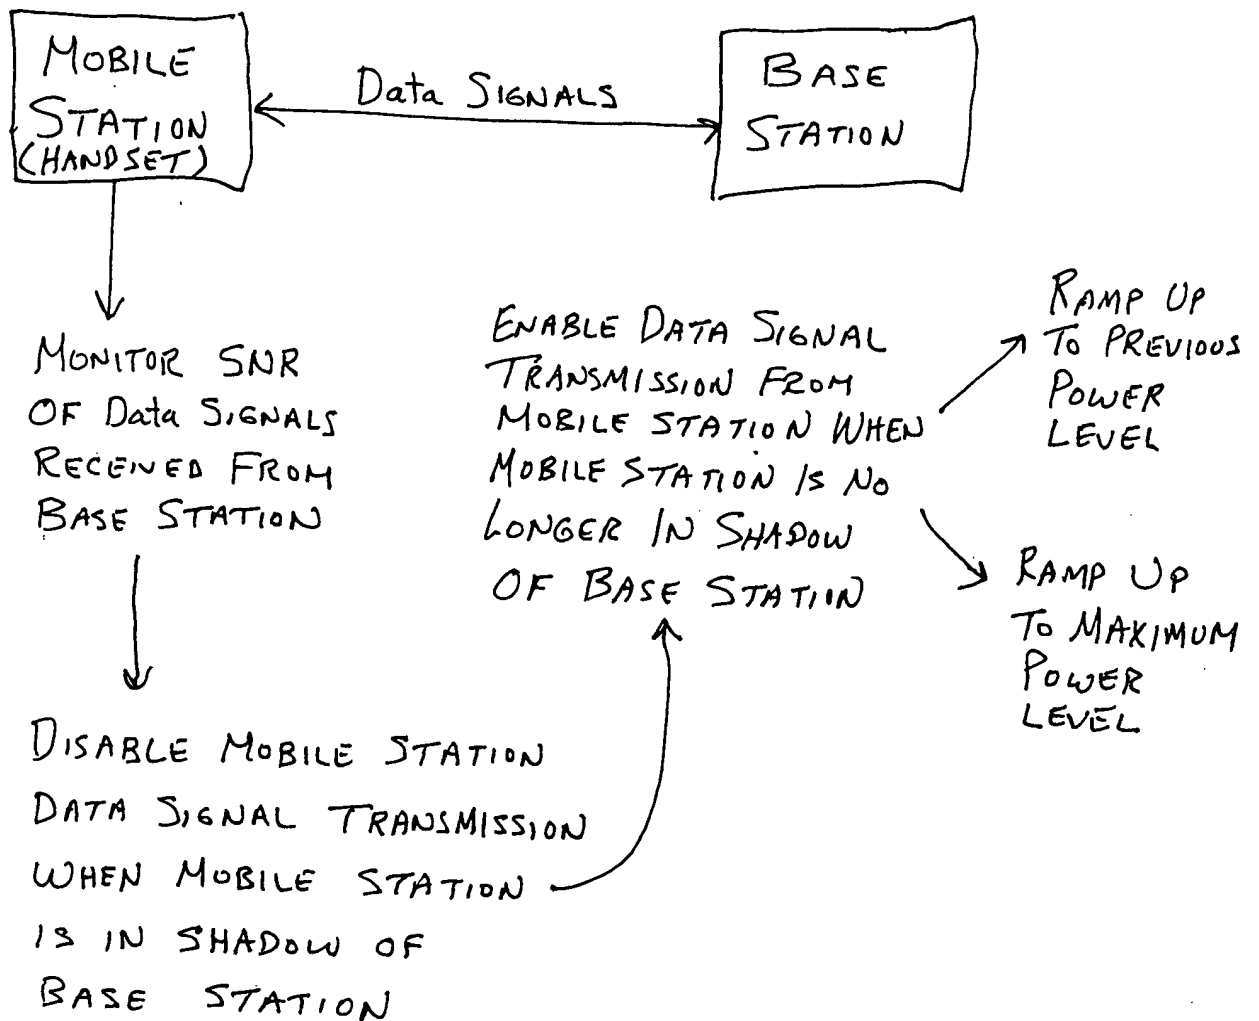 MOBILE
STATION
(HANDSET)
Data SIGNALS
BASE
STATION
MONITOR SNR
OF Data SIGNALS
RECEIVED FROM
BASE STATION
DISABLE MOBILE STATION
DATA SIGNAL TRANSMISSION
WHEN MOBILE STATION
IS IN SHADOW OF
BASE STATION
ENABLE DATA SIGNAL
TRANSMISSION FROM
MOBILE STATION WHEN
MOBILE STATION IS NO
LONGER IN SHADOW
OF BASE STATION
RAMP UP
TO PREVIOUS
POWER
LEVEL
RAMP UP
TO MAXIMUM
POWER
LEVEL